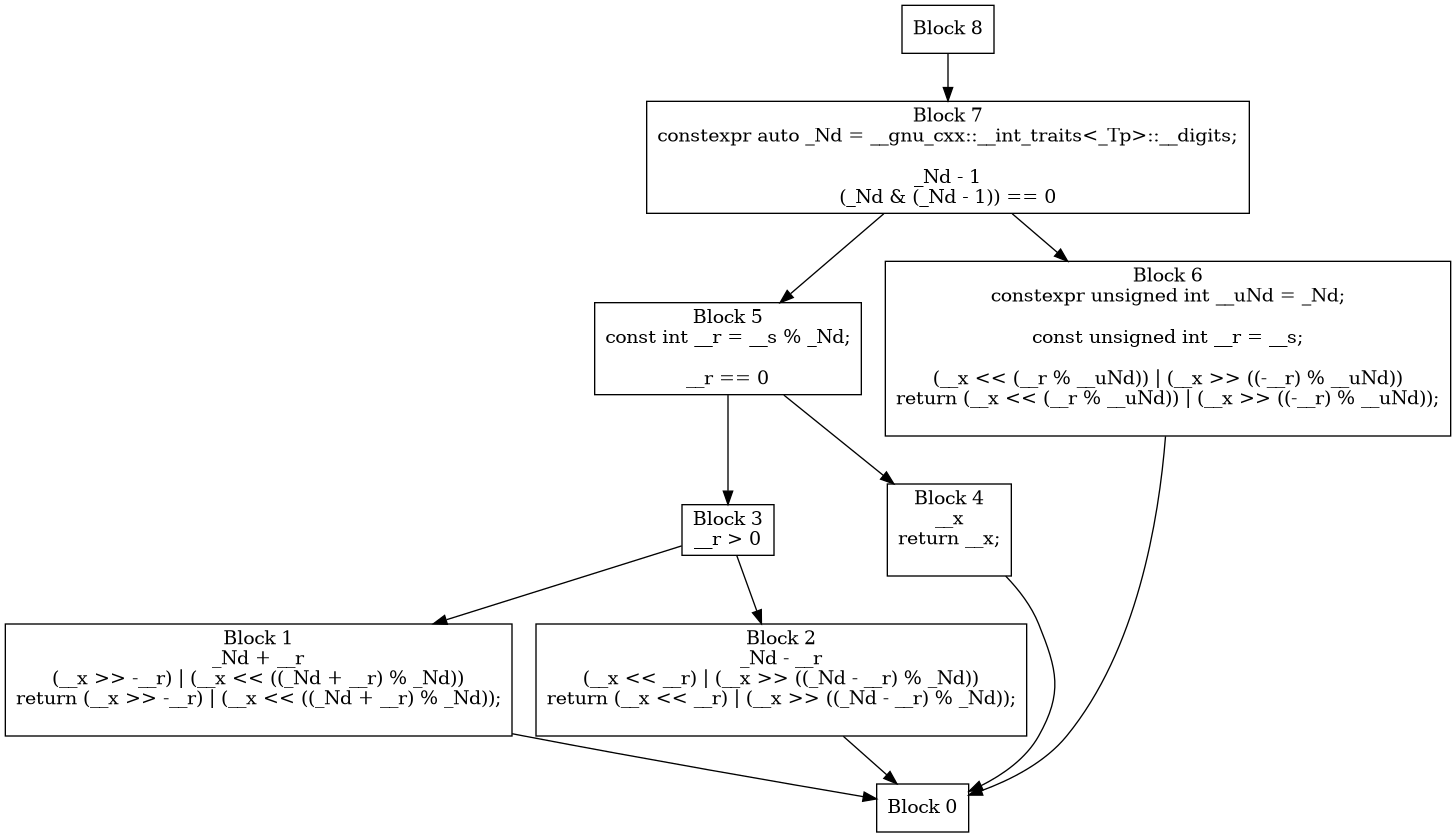 Block 8
Block 7
constexpr auto _Nd = __gnu_cxx::__int_traits<_Tp>::__digits;
_Nd - 1
(_Nd & (_Nd - 1)) == 0
Block 6
constexpr unsigned int __uNd = _Nd;
const unsigned int __r = __s;
(__x << (__r % __uNd)) | (__x >> ((-__r) % __uNd))
return (__x << (__r % __uNd)) | (__x >> ((-__r) % __uNd));
Block 5
const int __r = __s % _Nd;
__r == 0
Block 4
__x
return __x;
Block 3
__r > 0
Block 1
_Nd + __r
(__x >> -__r) | (__x << ((_Nd + __r) % _Nd))
return (__x >> -__r) | (__x << ((_Nd + __r) % _Nd));
Block 2
_Nd - __r
(__x << __r) | (__x >> ((_Nd - __r) % _Nd))
return (__x << __r) | (__x >> ((_Nd - __r) % _Nd));
Block 0